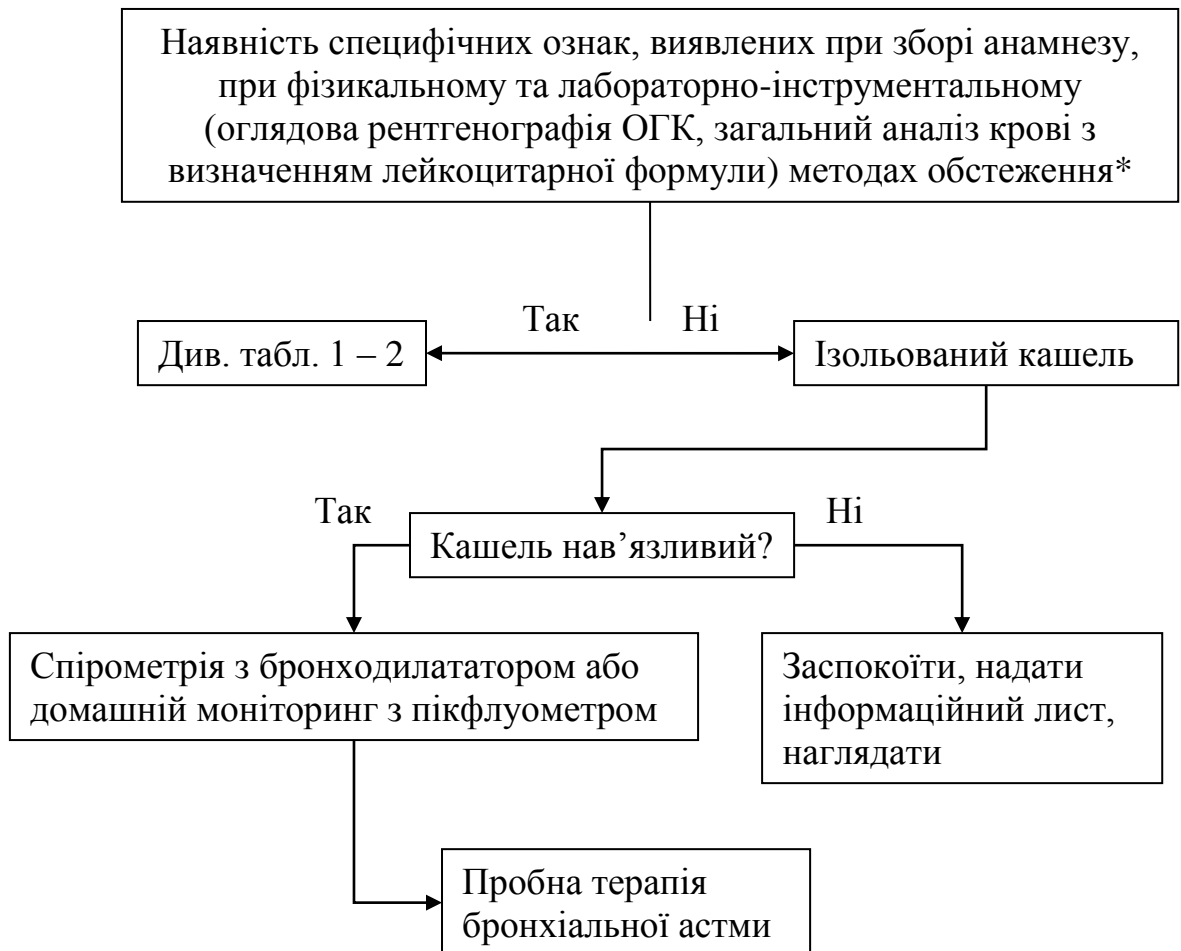 Наявність специфічних ознак, виявлених при зборі анамнезу,
при фізикальному та лабораторно-інструментальному
(оглядова рентгенографія ОГК, загальний аналіз крові з
визначенням лейкоцитарної формули) методах обстеження*
Так
Ні
Див. табл. 1 – 2
Ізольований кашель
Так
Ні
Кашель нав’язливий?
Спірометрія з бронходилататором або
домашній моніторинг з пікфлуометром
Заспокоїти, надати
інформаційний лист,
наглядати
Пробна терапія
бронхіальної астми